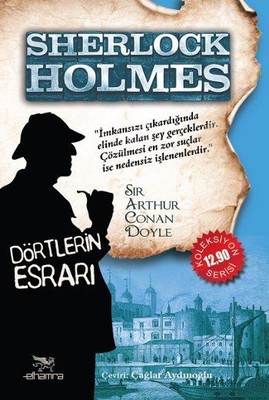 SHERLOCK
HOLMES
"İmkansızı çıkardığında
elinde kalan şey gerçeklerdir.
Çözülmesi en zor suçlar
ise nedensiz işlenenlerdir."
SIR
ARTHUR
CONAN
DOYLE
DÖRTLERİN
ESRARI
KOLEKSİYON
12.90
SERİSİ
elhamra
Çeviri: Çağlar Aydınoğlu